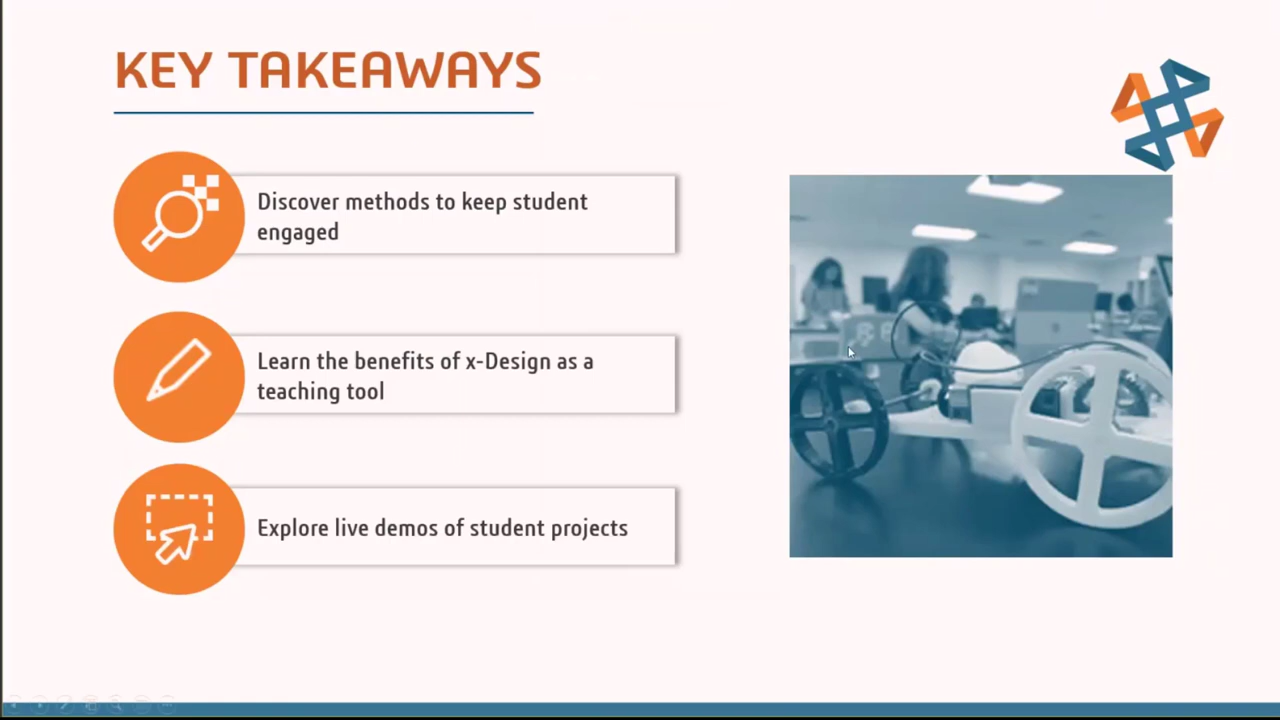 KEY TAKEAWAYS
Discover methods to keep student
engaged
Learn the benefits of x-Design as a
teaching tool
Explore live demos of student projects